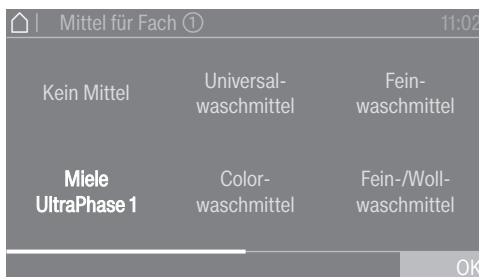 Mittel für Fach ① 11:02
Kein Mittel
Universal-
waschmittel
Fein-
waschmittel
Miele
UltraPhase 1
Color-
waschmittel
Fein-/Woll-
waschmittel
OK